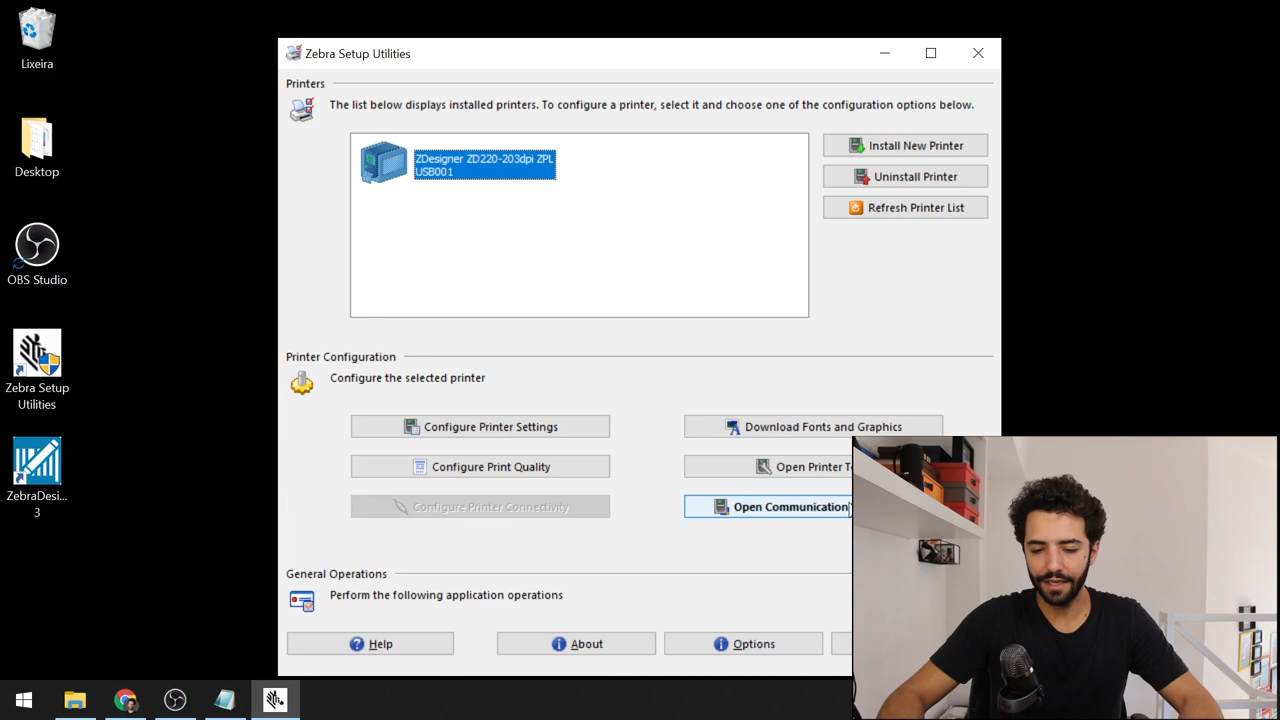 Lixeira
Desktop
OBS Studio
Zebra Setup
Utilities
ZebraDesi...
3
Zebra Setup Utilities
Printers
The list below displays installed printers. To configure a printer, select it and choose one of the configuration options below.
ZDesigner ZD220-203dpi ZPL
USB001
Install New Printer
Uninstall Printer
Refresh Printer List
Printer Configuration
Configure the selected printer
Configure Printer Settings
Download Fonts and Graphics
Configure Print Quality
Open Printer
Configure Printer Connectivity
Open Communication
General Operations
Perform the following application operations
Help
About
Options